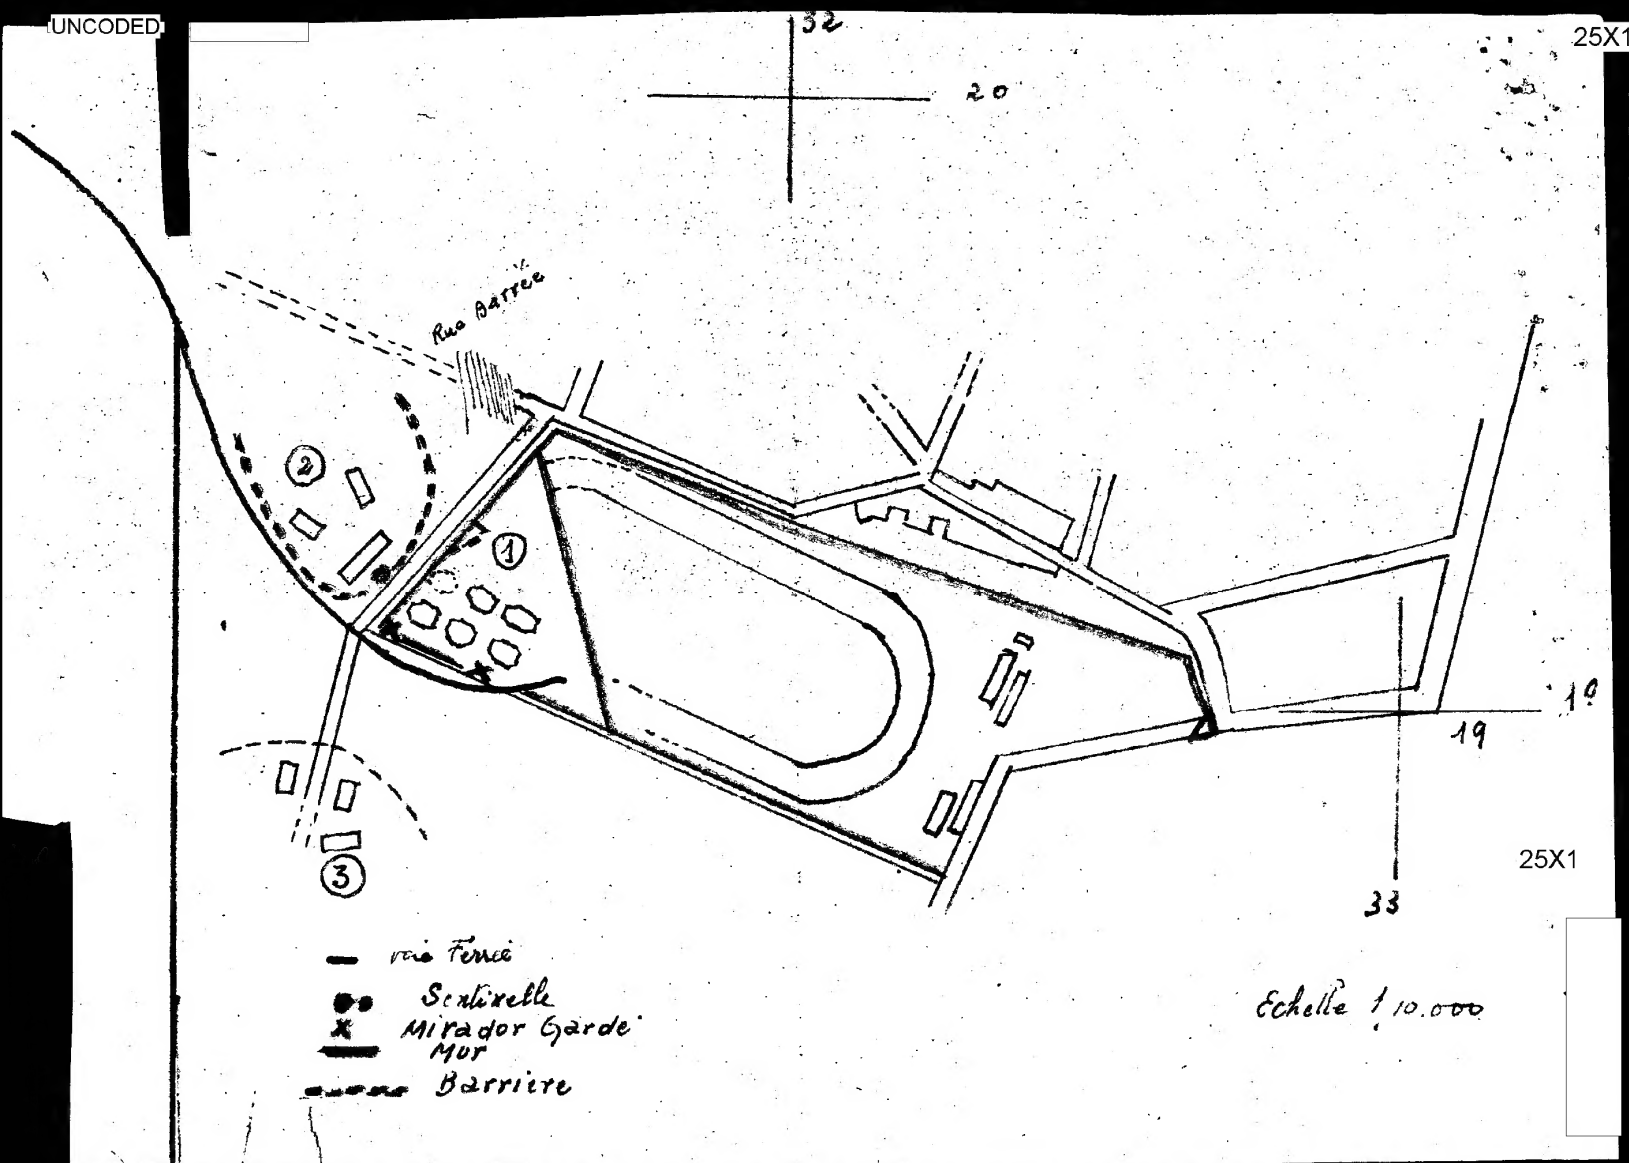 UNCODED
25X1
32
20
Rue Barrée
2
1
3
19
19
25X1
33
voie Ferrée
Sentinelle
Mirador Garde
Mur
Barrière
Echelle 1/10.000